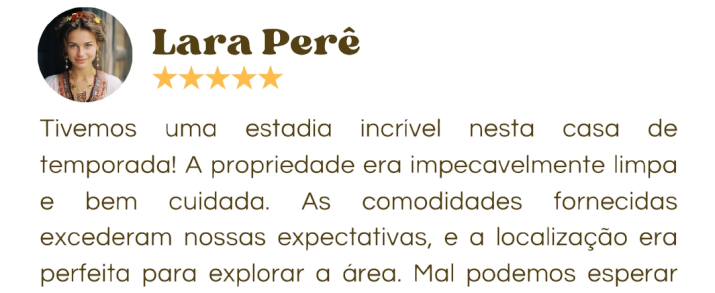 Lara Perê
Tivemos uma estadia incrível nesta casa de
temporada! A propriedade era impecavelmente limpa
e bem cuidada. As comodidades fornecidas
excederam nossas expectativas, e a localização era
perfeita para explorar a área. Mal podemos esperar